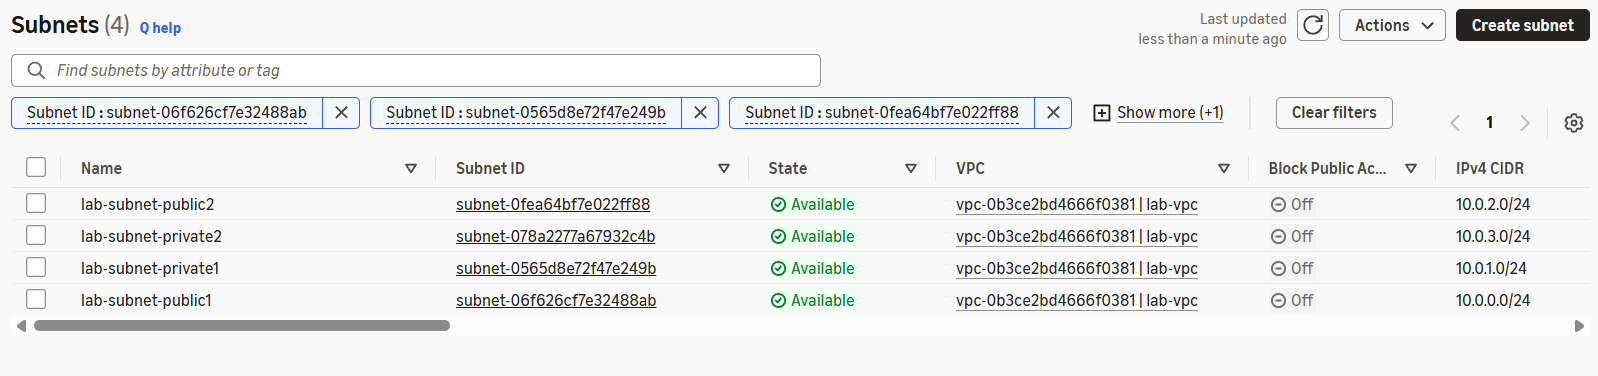 Subnets (4) Q help
Last updated
less than a minute ago
Actions
Create subnet
Find subnets by attribute or tag
Subnet ID : subnet-06f626cf7e32488ab
Subnet ID : subnet-0565d8e72f47e249b
Subnet ID : subnet-0fea64bf7e022ff88
Show more (+1)
Clear filters
1
Name Subnet ID State VPC Block Public Ac... IPv4 CIDR
lab-subnet-public2 subnet-0fea64bf7e022ff88 Available vpc-0b3ce2bd4666f0381 | lab-vpc Off 10.0.2.0/24
lab-subnet-private2 subnet-078a2277a67932c4b Available vpc-0b3ce2bd4666f0381 | lab-vpc Off 10.0.3.0/24
lab-subnet-private1 subnet-0565d8e72f47e249b Available vpc-0b3ce2bd4666f0381 | lab-vpc Off 10.0.1.0/24
lab-subnet-public1 subnet-06f626cf7e32488ab Available vpc-0b3ce2bd4666f0381 | lab-vpc Off 10.0.0.0/24